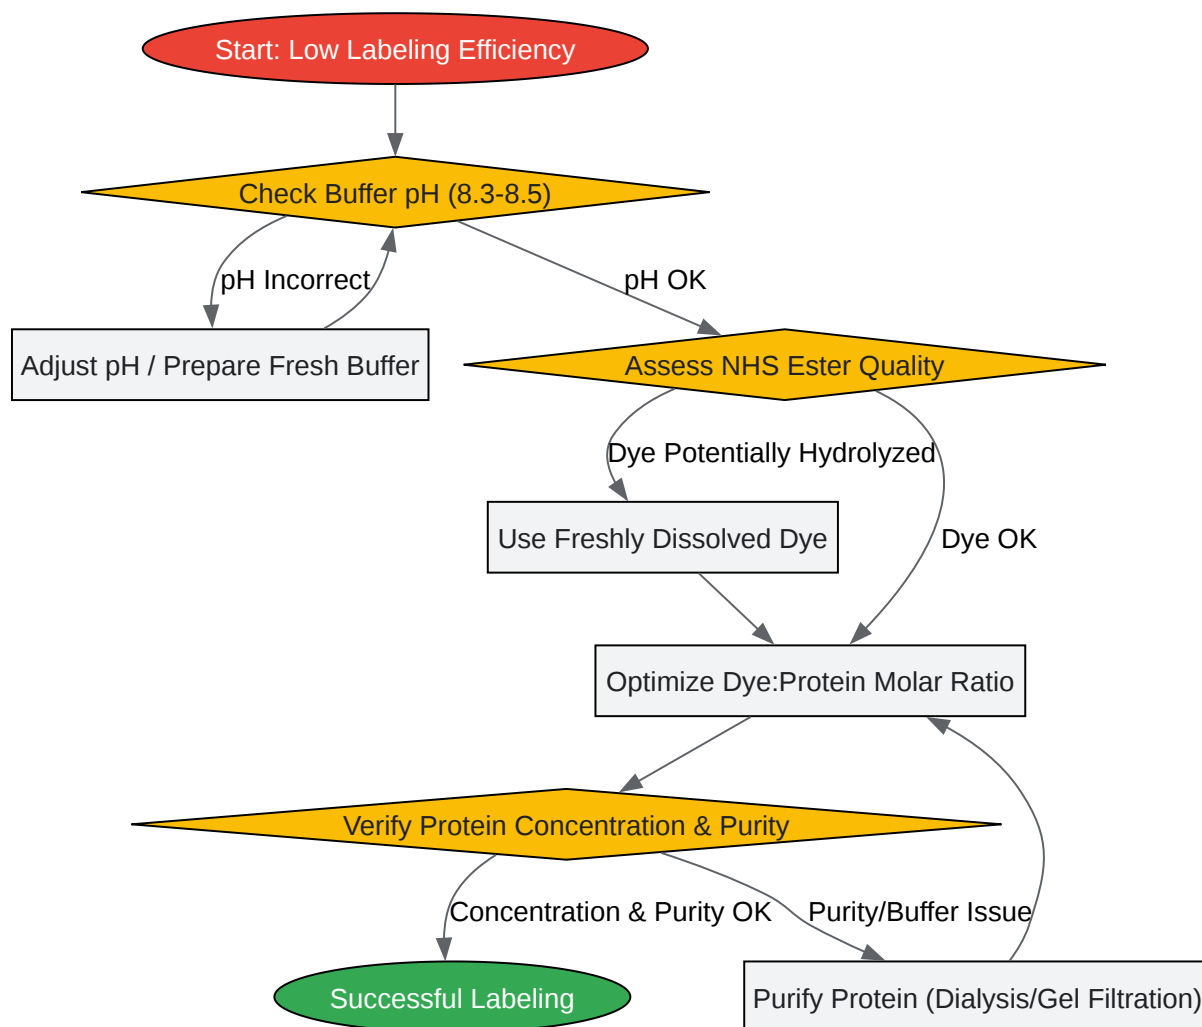 Start: Low Labeling Efficiency
Check Buffer pH (8.3-8.5)
pH Incorrect
pH OK
Adjust pH / Prepare Fresh Buffer
Assess NHS Ester Quality
Dye Potentially Hydrolyzed
Use Freshly Dissolved Dye
Dye OK
Optimize Dye:Protein Molar Ratio
Verify Protein Concentration & Purity
Concentration & Purity OK
Purity/Buffer Issue
Successful Labeling
Purify Protein (Dialysis/Gel Filtration)